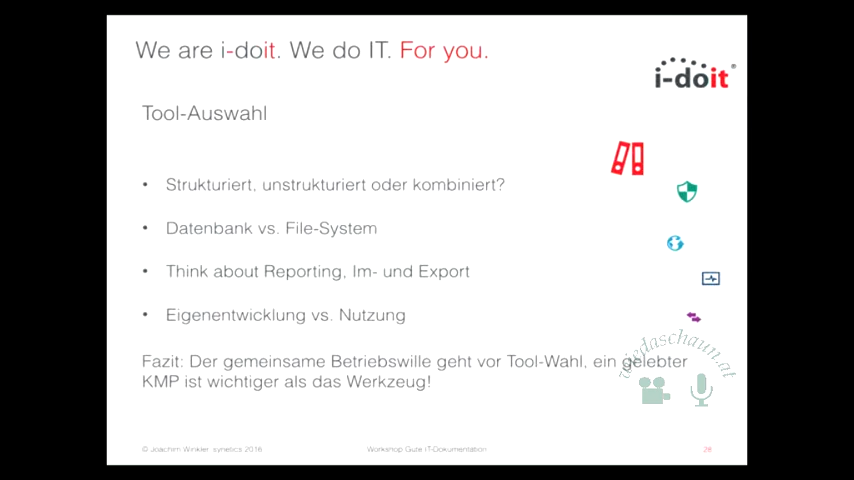 We are i-doit. We do IT. For you.
i-doit®
Tool-Auswahl
• Strukturiert, unstrukturiert oder kombiniert?
• Datenbank vs. File-System
• Think about Reporting, Im- und Export
• Eigenentwicklung vs. Nutzung
Fazit: Der gemeinsame Betriebswille geht vor Tool-Wahl, ein gelebter
KMP ist wichtiger als das Werkzeug!
wiedaschaun.at
© Joachim Winkler synetics 2016
Workshop Gute IT-Dokumentation
26